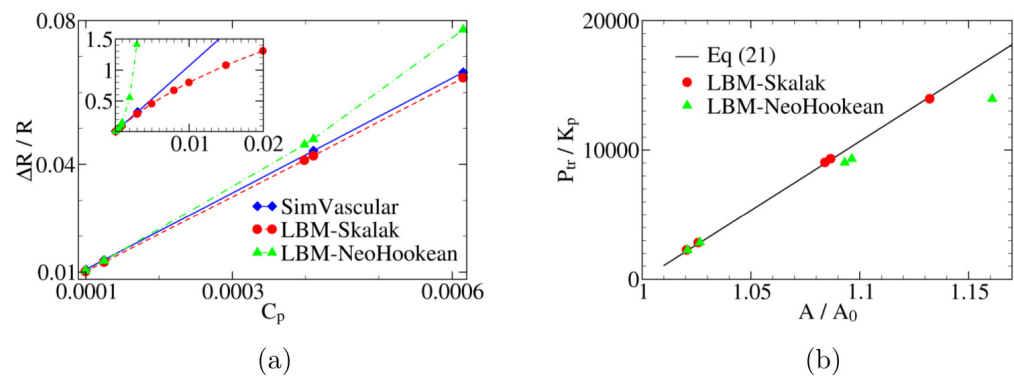 0.08
0.04
0.01
ΔR / R
1.5
1
0.5
0.01
0.02
SimVascular
LBM-Skalak
LBM-NeoHookean
0.0001
0.0003
0.0006
Cp
(a)
20000
10000
0
Ptr / Kp
Eq (21)
LBM-Skalak
LBM-NeoHookean
1
1.05
1.1
1.15
A / A0
(b)